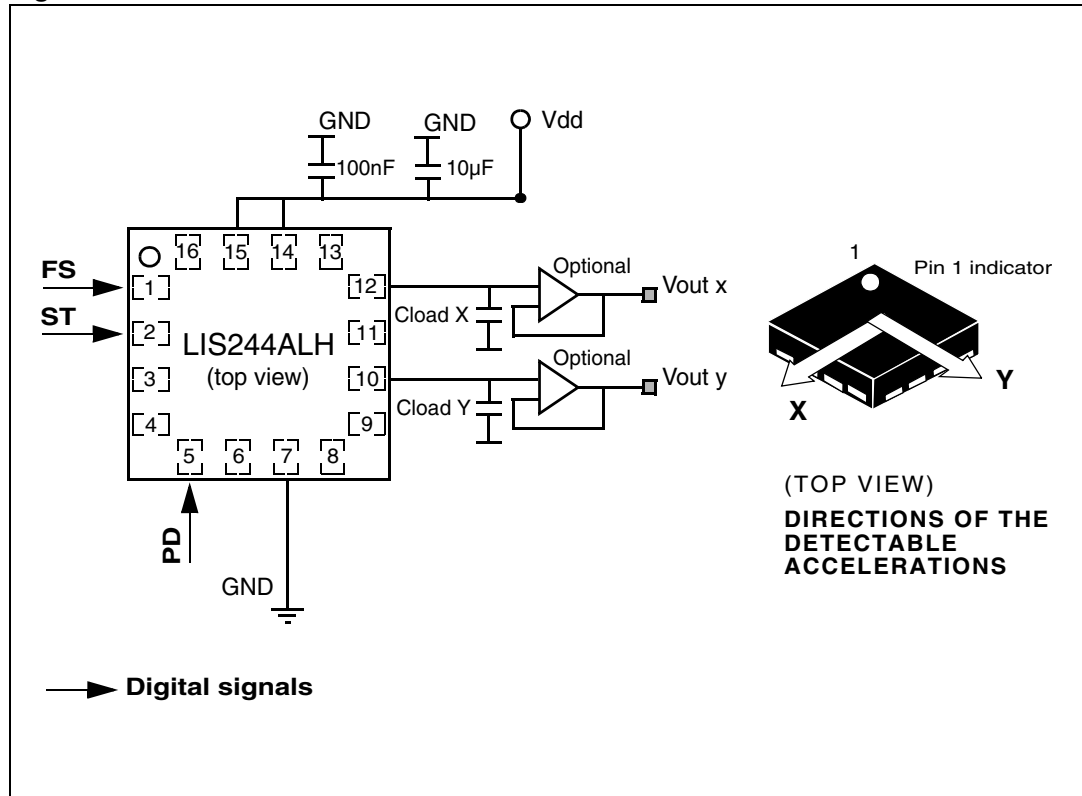 GND
GND
Vdd
100nF
10µF
16
15
14
13
FS
1
12
Optional
Vout x
Cload X
ST
2
11
LIS244ALH
(top view)
3
10
Optional
Vout y
Cload Y
4
9
5
6
7
8
PD
GND
1
Pin 1 indicator
X
Y
(TOP VIEW)
DIRECTIONS OF THE
DETECTABLE
ACCELERATIONS
Digital signals